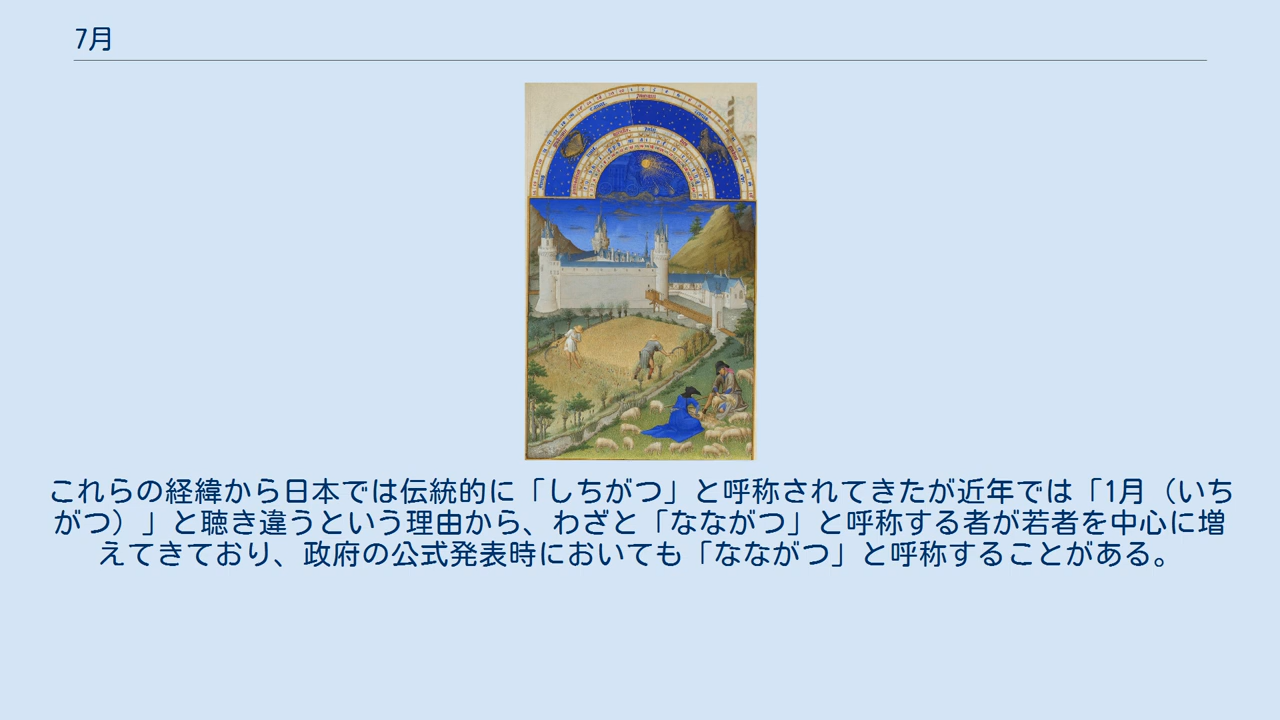 7月
これらの経緯から日本では伝統的に「しちがつ」と呼称されてきたが近年では「1月（いち
がつ）」と聴き違うという理由から、わざと「なながつ」と呼称する者が若者を中心に増
えてきており、政府の公式発表時においても「なながつ」と呼称することがある。